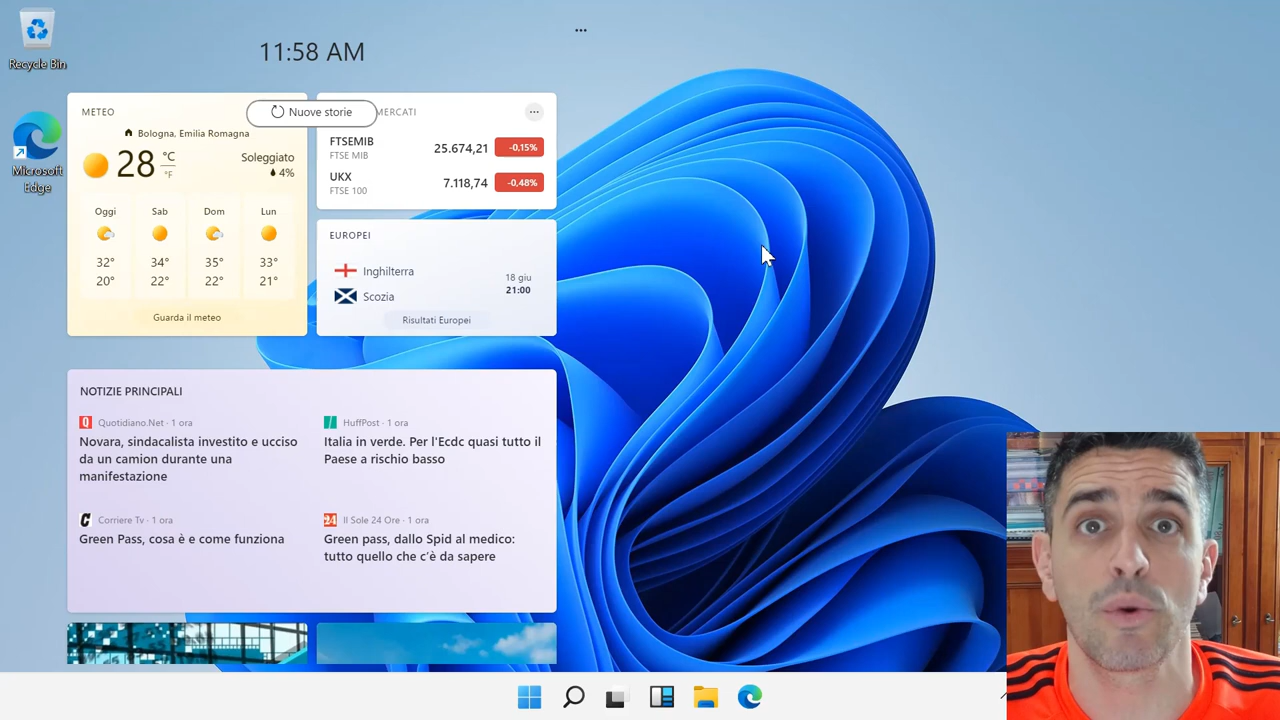 Recycle Bin
Microsoft
Edge
...
11:58 AM
METEO
Nuove storie
Bologna, Emilia Romagna
28 °C
°F
Soleggiato
4%
Oggi Sab Dom Lun
32° 34° 35° 33°
20° 22° 22° 21°
Guarda il meteo
MERCATI
...
FTSEMIB 25.674,21 -0,15%
FTSE MIB
UKX 7.118,74 -0,48%
FTSE 100
EUROPEI
Inghilterra
Scozia
18 giu
21:00
Risultati Europei
NOTIZIE PRINCIPALI
Q Quotidiano.Net · 1 ora
Novara, sindacalista investito e ucciso
da un camion durante una
manifestazione
HuffPost · 1 ora
Italia in verde. Per l'Ecdc quasi tutto il
Paese a rischio basso
C Corriere Tv · 1 ora
Green Pass, cosa è e come funziona
24 Il Sole 24 Ore · 1 ora
Green pass, dallo Spid al medico:
tutto quello che c'è da sapere